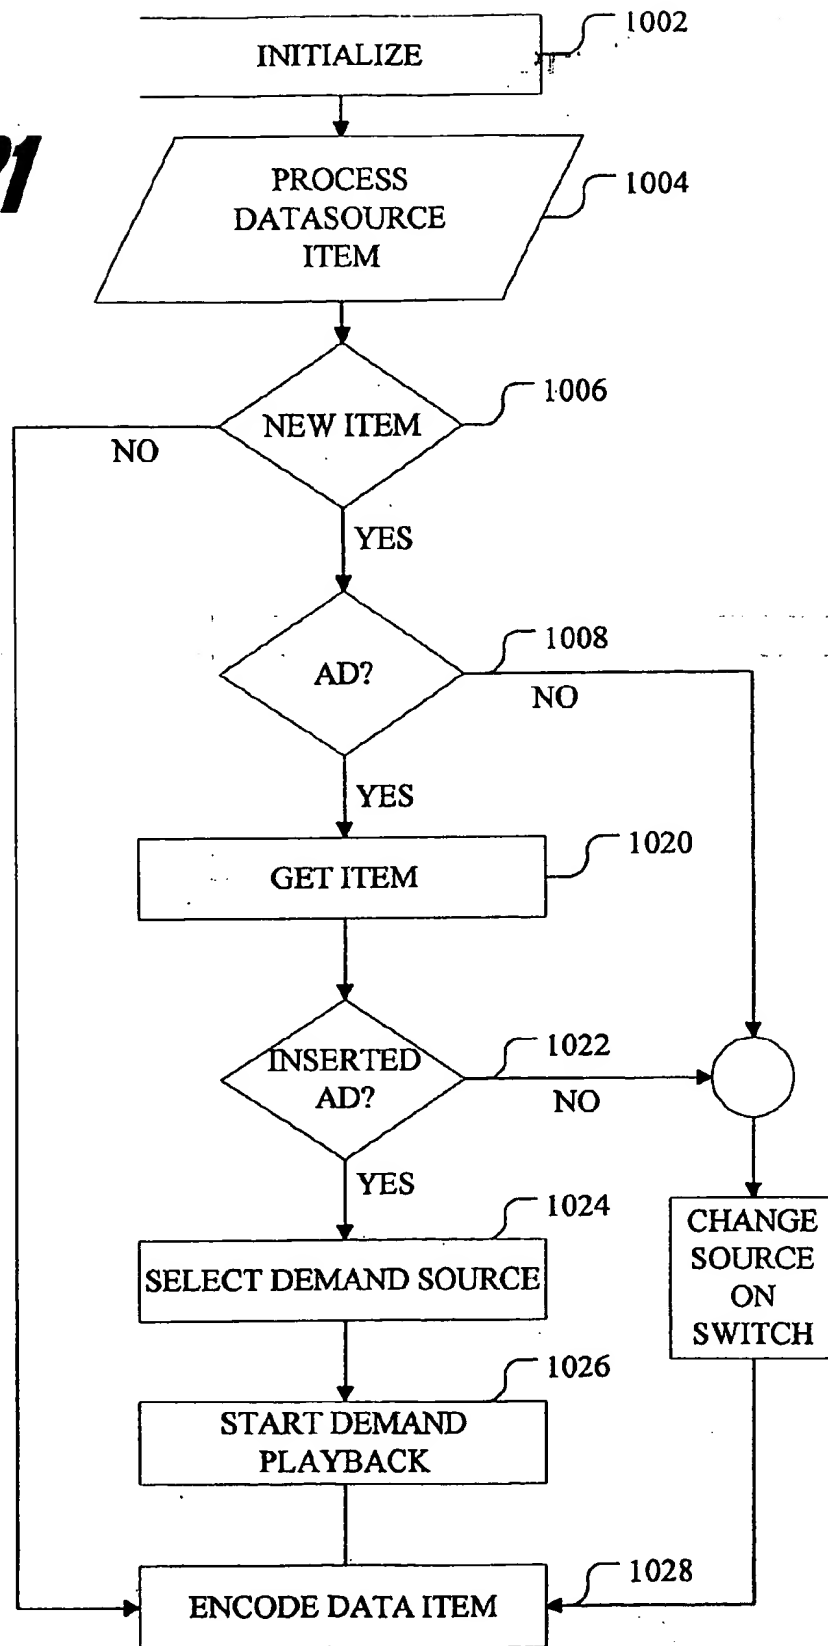 1002
INITIALIZE
PROCESS
DATASOURCE
ITEM
1004
1006
NEW ITEM
NO
YES
1008
AD?
NO
YES
1020
GET ITEM
1022
INSERTED
AD?
NO
YES
1024
SELECT DEMAND SOURCE
CHANGE
SOURCE
ON
SWITCH
1026
START DEMAND
PLAYBACK
1028
ENCODE DATA ITEM